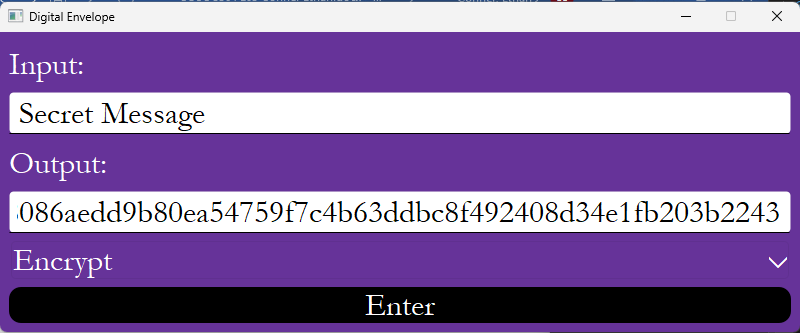 Digital Envelope
Input:
Secret Message
Output:
086aedd9b80ea54759f7c4b63ddbc8f492408d34e1fb203b2243
Encrypt
Enter